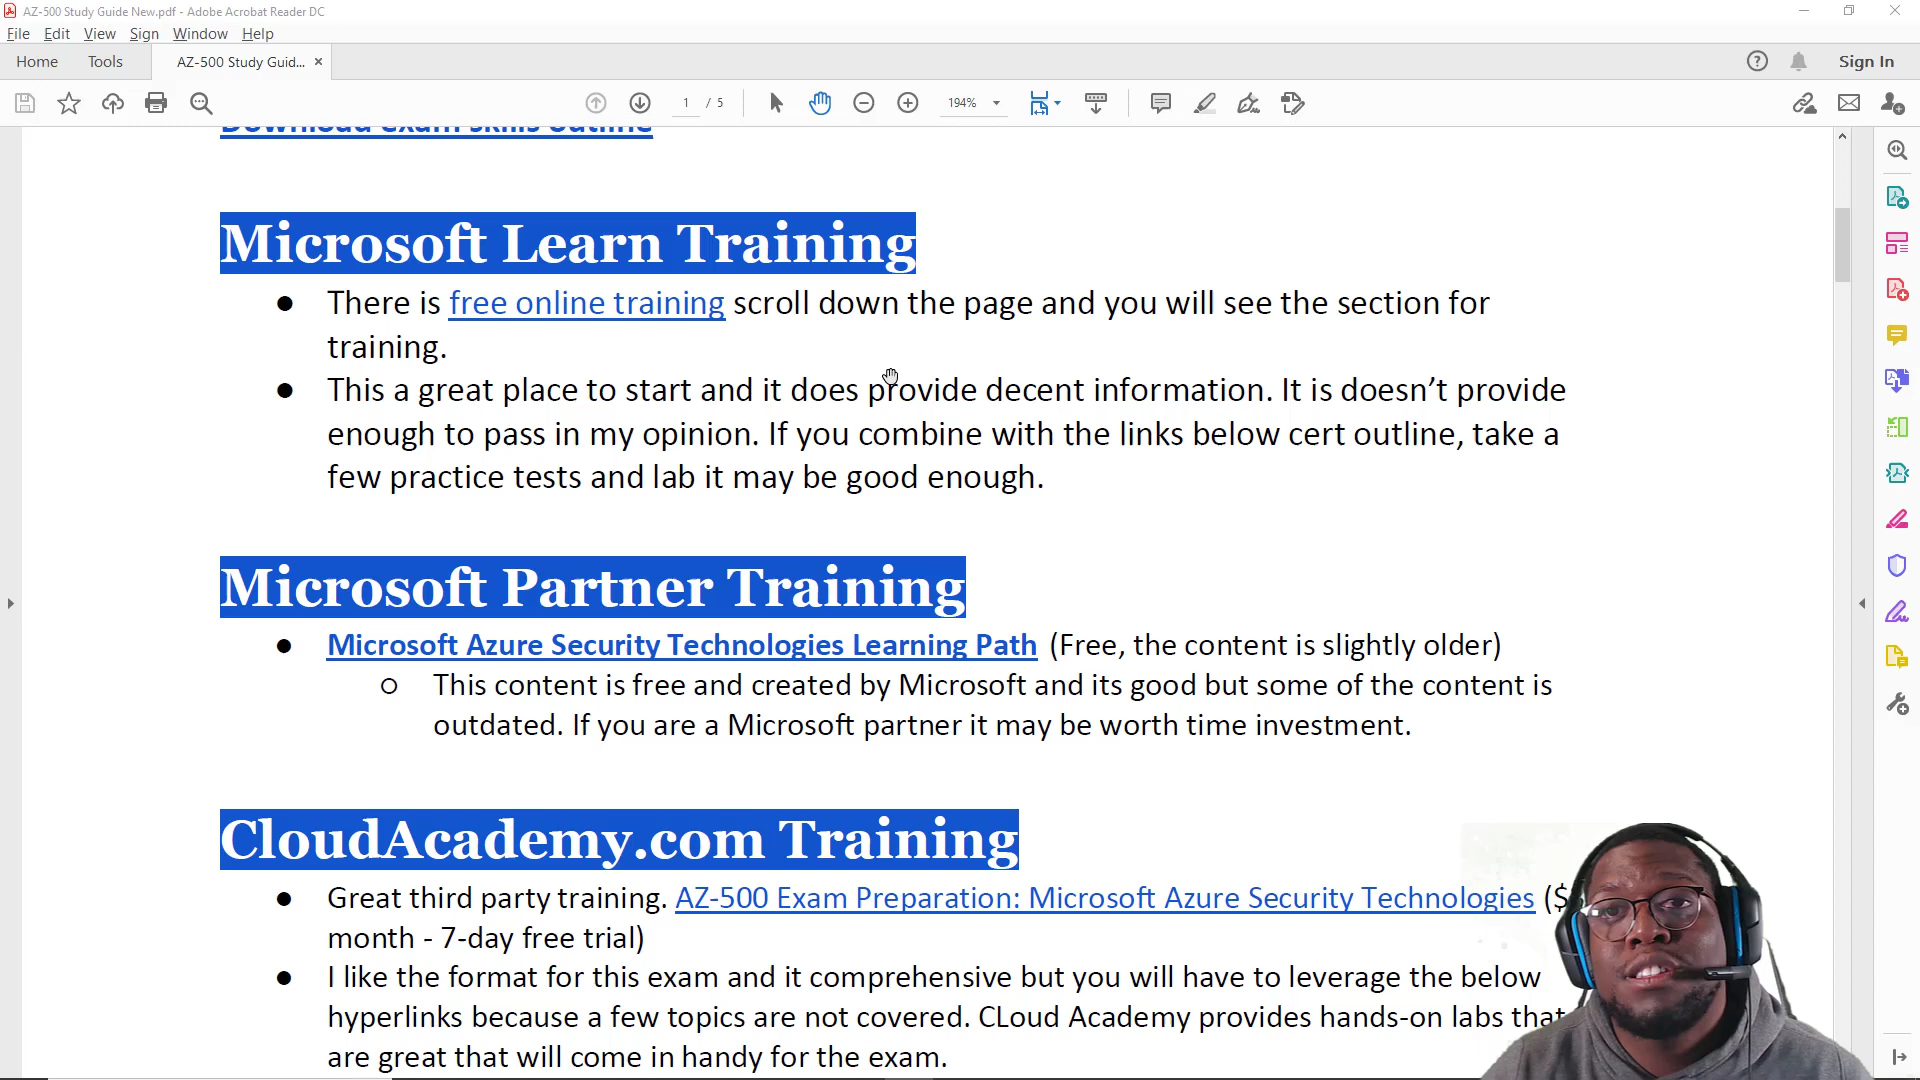 AZ-500 Study Guide New.pdf - Adobe Acrobat Reader DC
File Edit View Sign Window Help
Home Tools AZ-500 Study Guid... × Sign In
1 / 5 194%
Download exam skills outline
Microsoft Learn Training
● There is free online training scroll down the page and you will see the section for
training.
● This a great place to start and it does provide decent information. It is doesn’t provide
enough to pass in my opinion. If you combine with the links below cert outline, take a
few practice tests and lab it may be good enough.
Microsoft Partner Training
● Microsoft Azure Security Technologies Learning Path (Free, the content is slightly older)
○ This content is free and created by Microsoft and its good but some of the content is
outdated. If you are a Microsoft partner it may be worth time investment.
CloudAcademy.com Training
● Great third party training. AZ-500 Exam Preparation: Microsoft Azure Security Technologies ($
month - 7-day free trial)
● I like the format for this exam and it comprehensive but you will have to leverage the below
hyperlinks because a few topics are not covered. CLoud Academy provides hands-on labs that
are great that will come in handy for the exam.